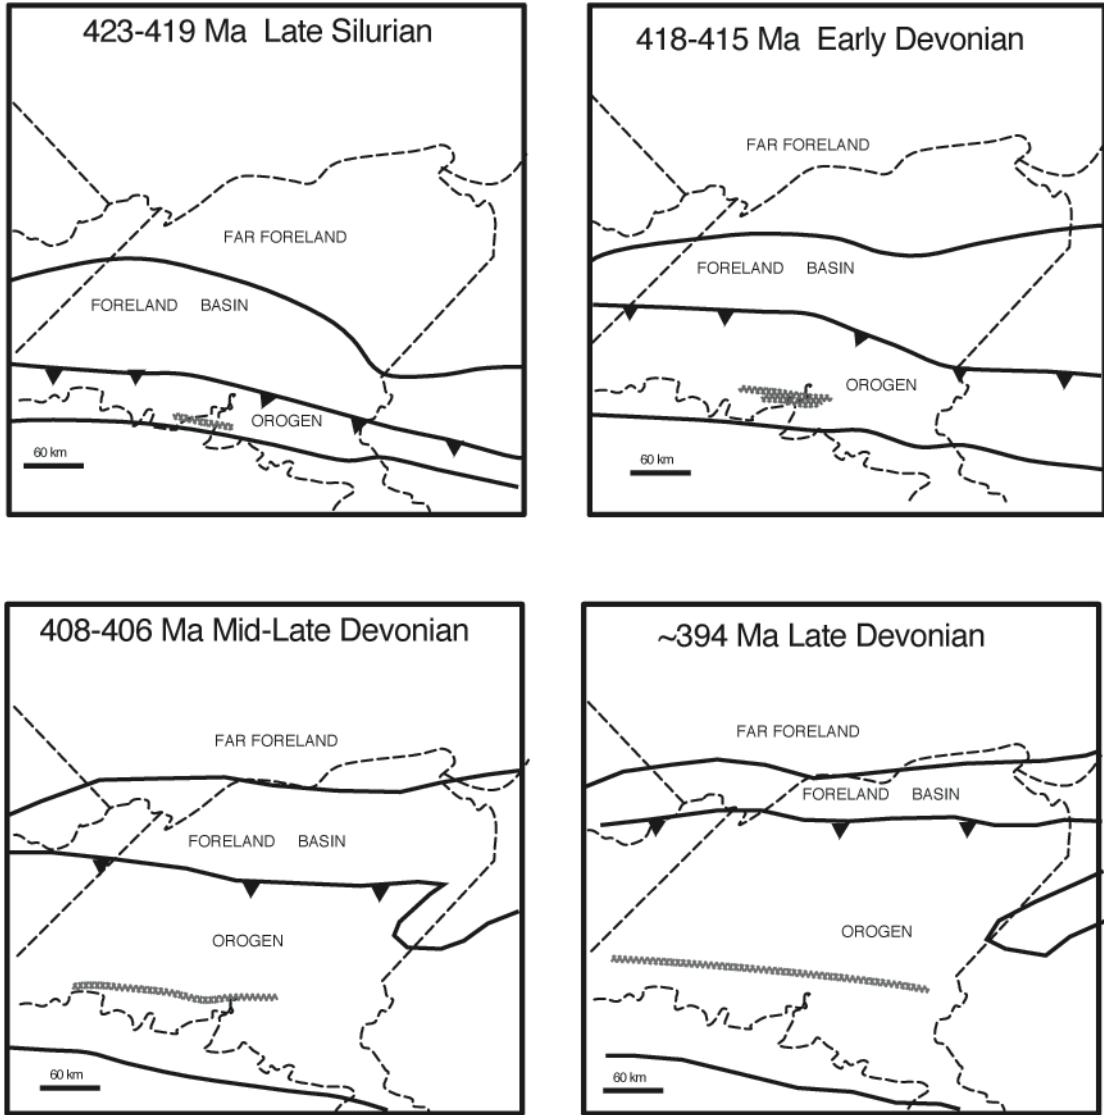 423-419 Ma Late Silurian
FAR FORELAND
FORELAND BASIN
OROGEN
60 km
418-415 Ma Early Devonian
FAR FORELAND
FORELAND BASIN
OROGEN
60 km
408-406 Ma Mid-Late Devonian
FAR FORELAND
FORELAND BASIN
OROGEN
60 km
~394 Ma Late Devonian
FAR FORELAND
FORELAND BASIN
OROGEN
60 km